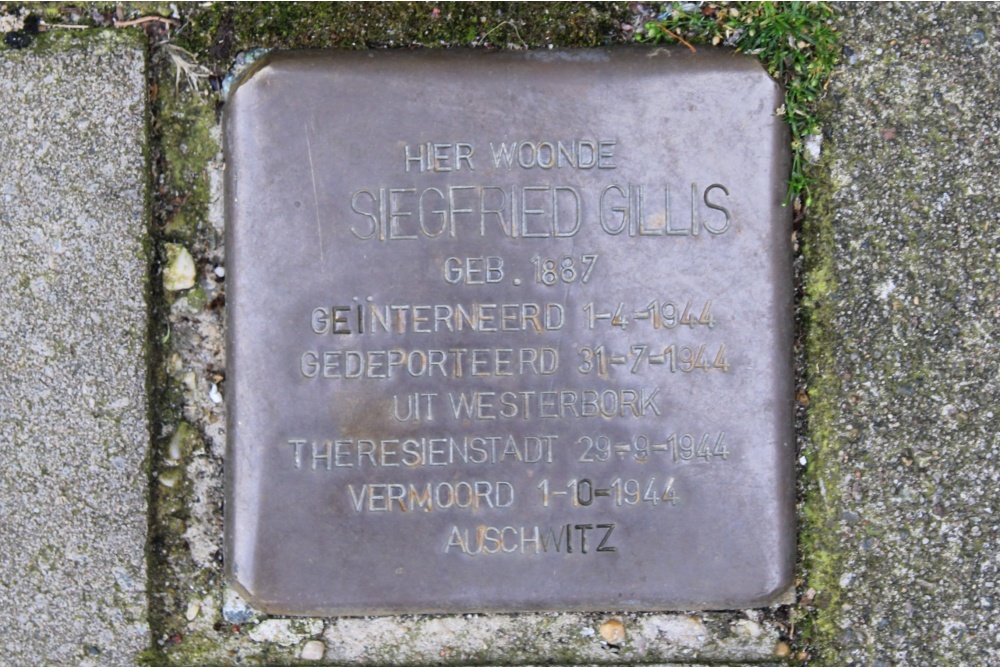 HIER WOONDE
SIEGFRIED GILLIS
GEB. 1887
GEÏNTERNEERD 1-4-1944
GEDEPORTEERD 31-7-1944
UIT WESTERBORK
THERESIENSTADT 29-9-1944
VERMOORD 1-10-1944
AUSCHWITZ